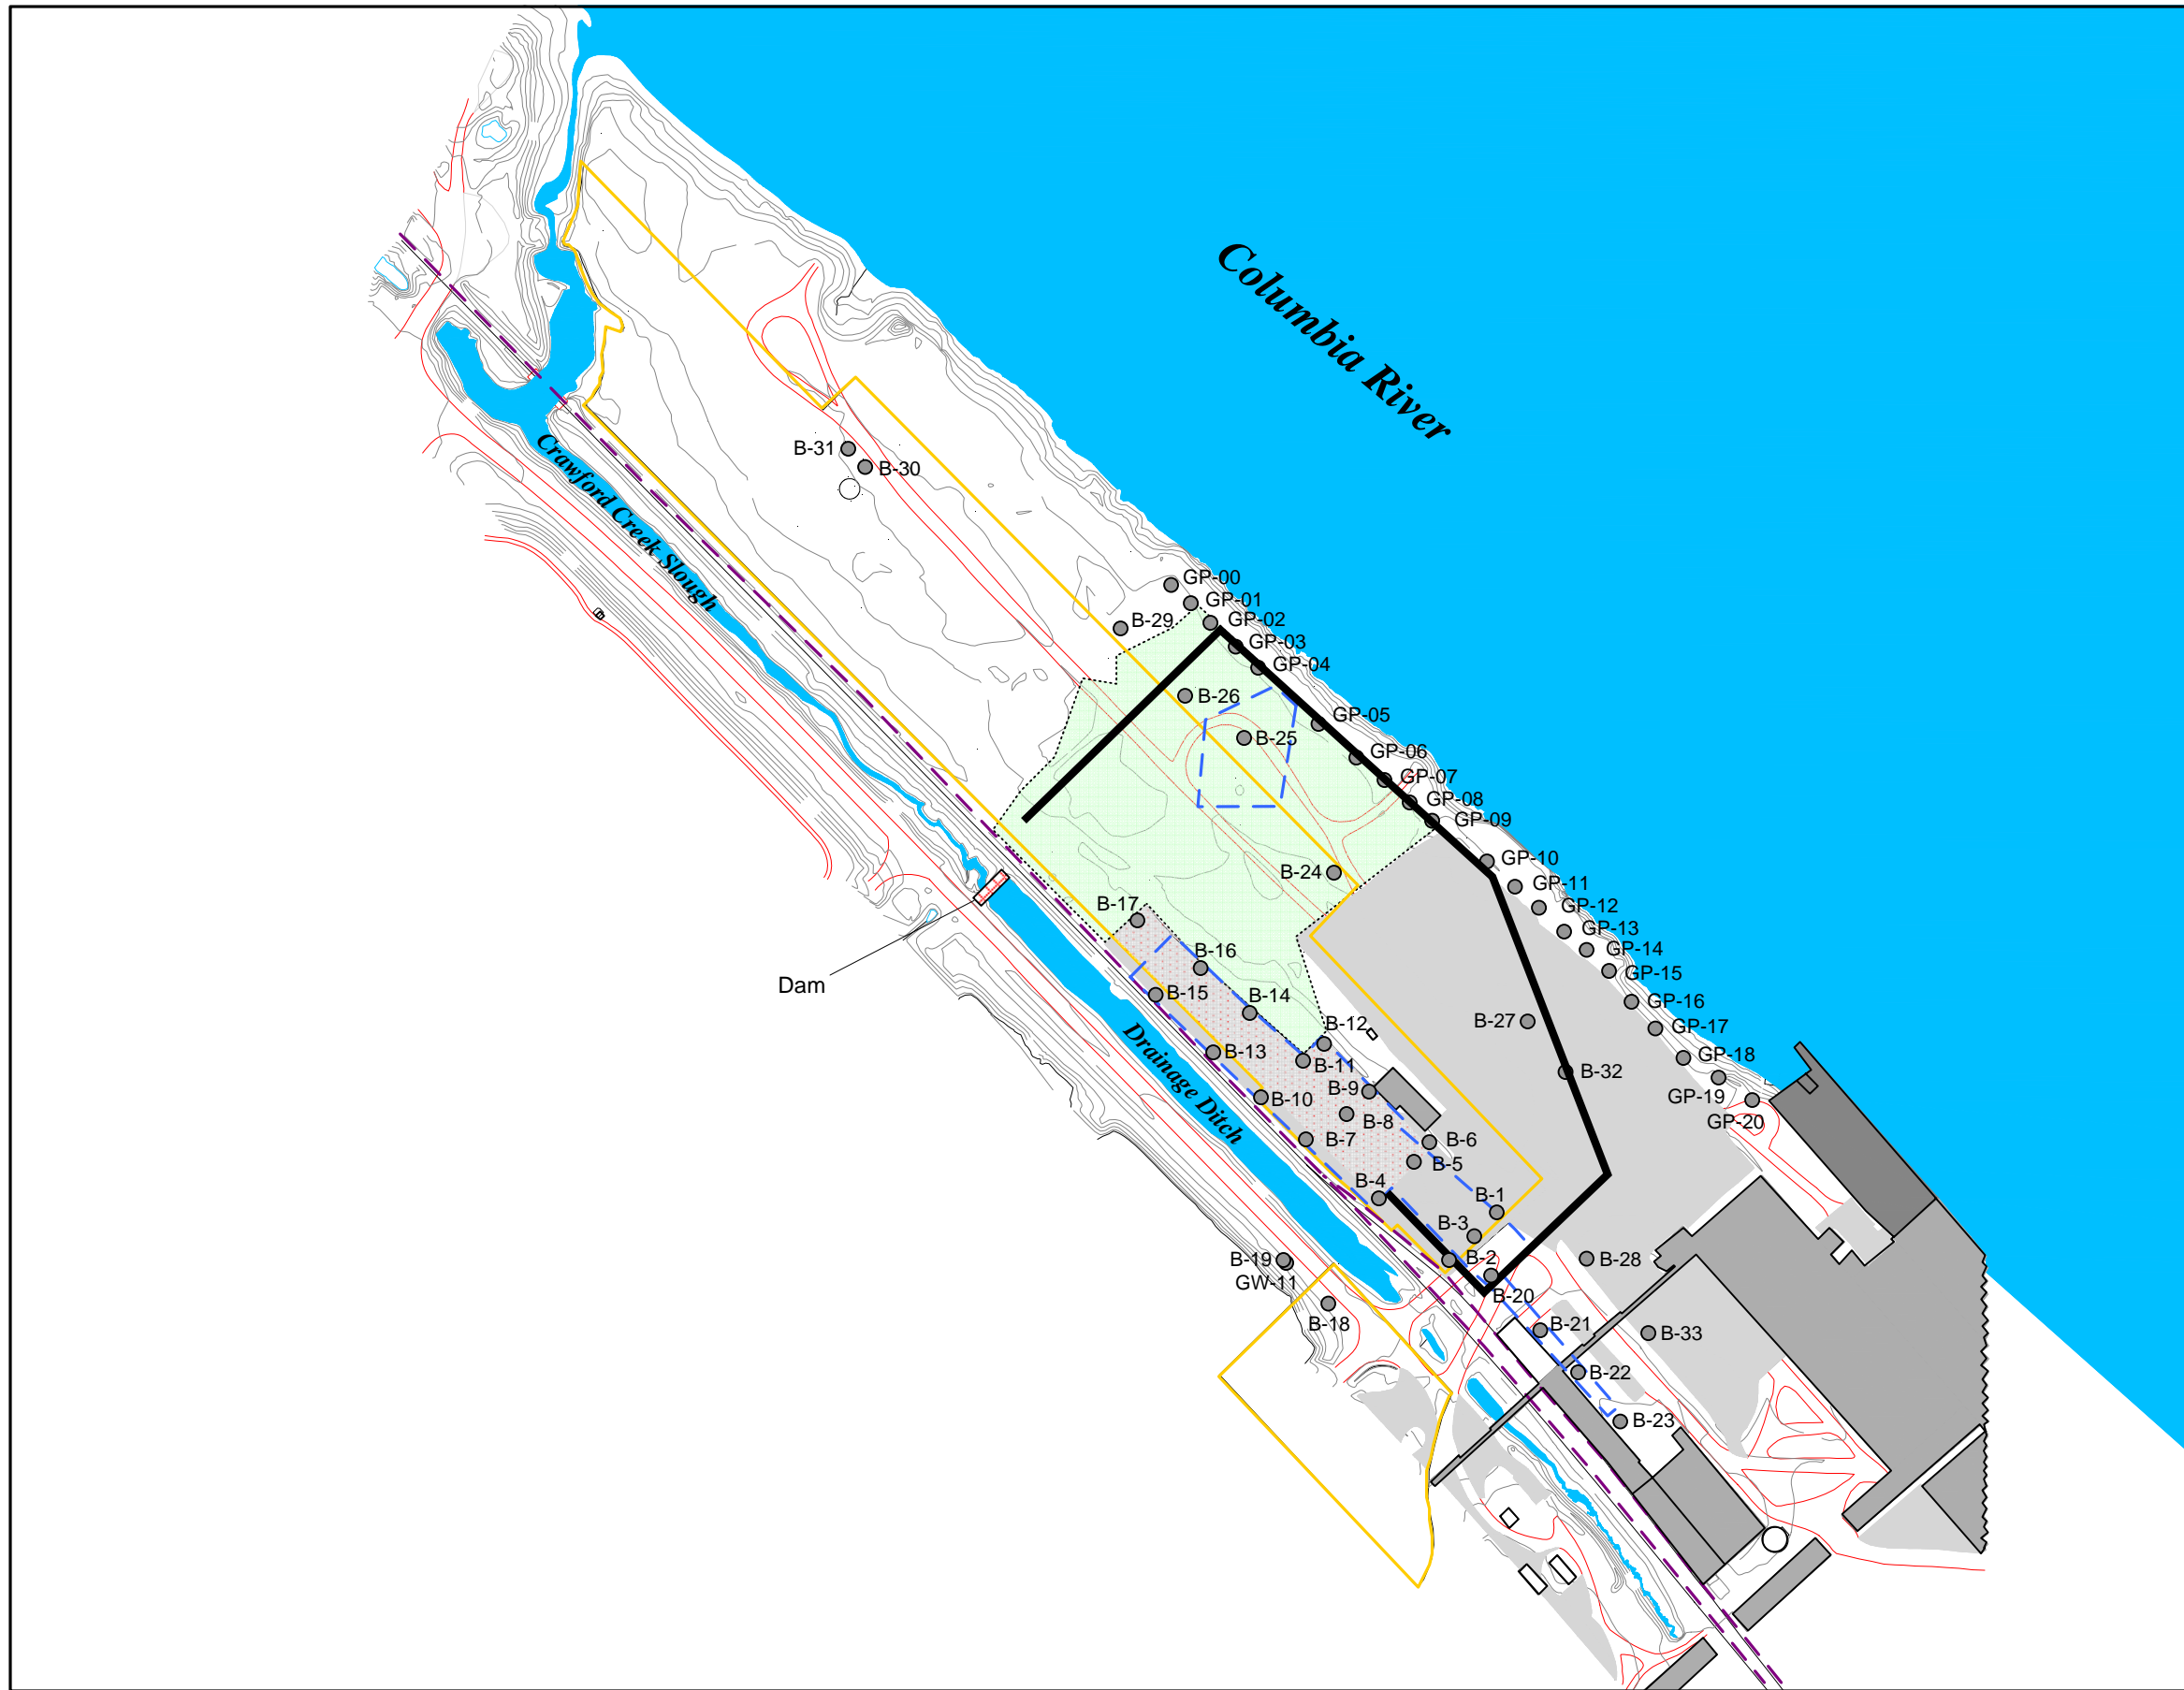 Columbia River
B-31
B-30
Crawford Creek Slough
GP-00
GP-01
B-29
GP-02
GP-03
GP-04
B-26
GP-05
B-25
GP-06
GP-07
GP-08
GP-09
GP-10
B-24
GP-11
B-17
GP-12
GP-13
B-16
GP-14
GP-15
Dam
B-15
GP-16
B-14
B-12
B-27
GP-17
Drainage Ditch
B-13
GP-18
B-11
B-32
B-9
GP-19
B-10
B-8
GP-20
B-7
B-6
B-5
B-4
B-1
B-3
B-19
B-2
B-28
GW-11
B-20
B-18
B-21
B-33
B-22
B-23